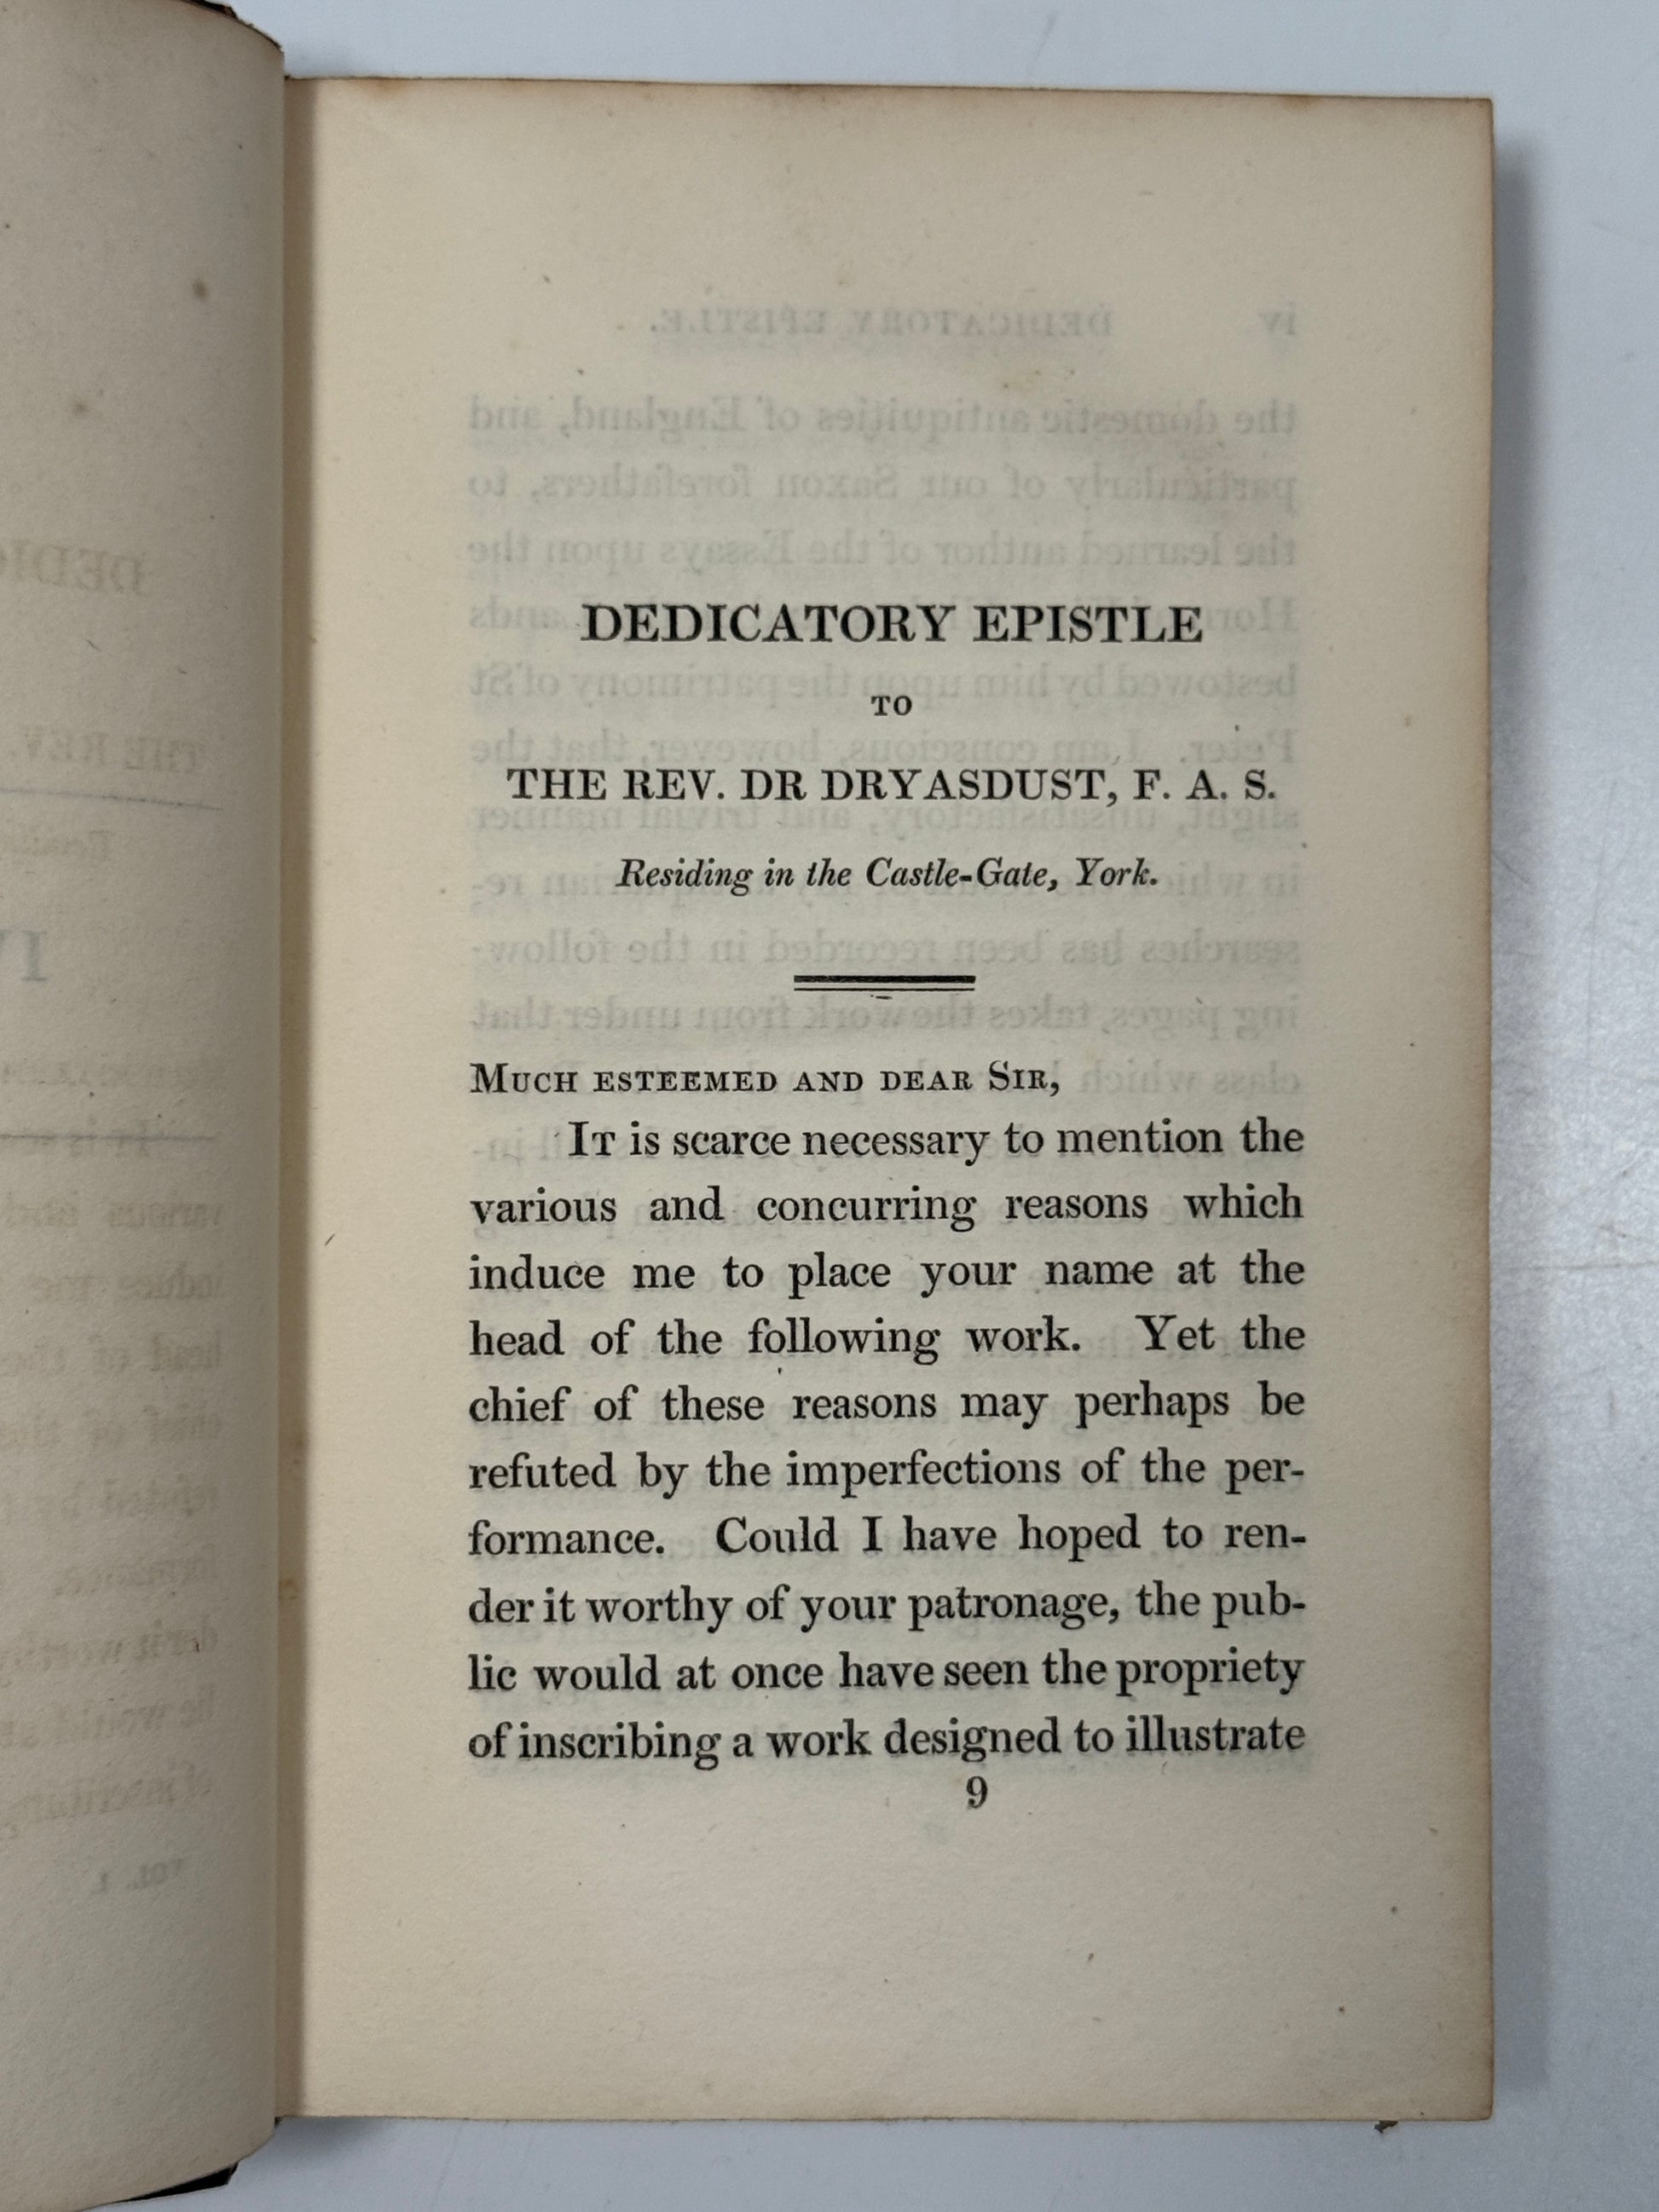 DEDICATORY EPISTLE
TO
THE REV. DR DRYASDUST, F. A. S.
Residing in the Castle-Gate, York.
MUCH ESTEEMED AND DEAR SIR,
IT is scarce necessary to mention the
various and concurring reasons which
induce me to place your name at the
head of the following work. Yet the
chief of these reasons may perhaps be
refuted by the imperfections of the per-
formance. Could I have hoped to ren-
der it worthy of your patronage, the pub-
lic would at once have seen the propriety
of inscribing a work designed to illustrate
9